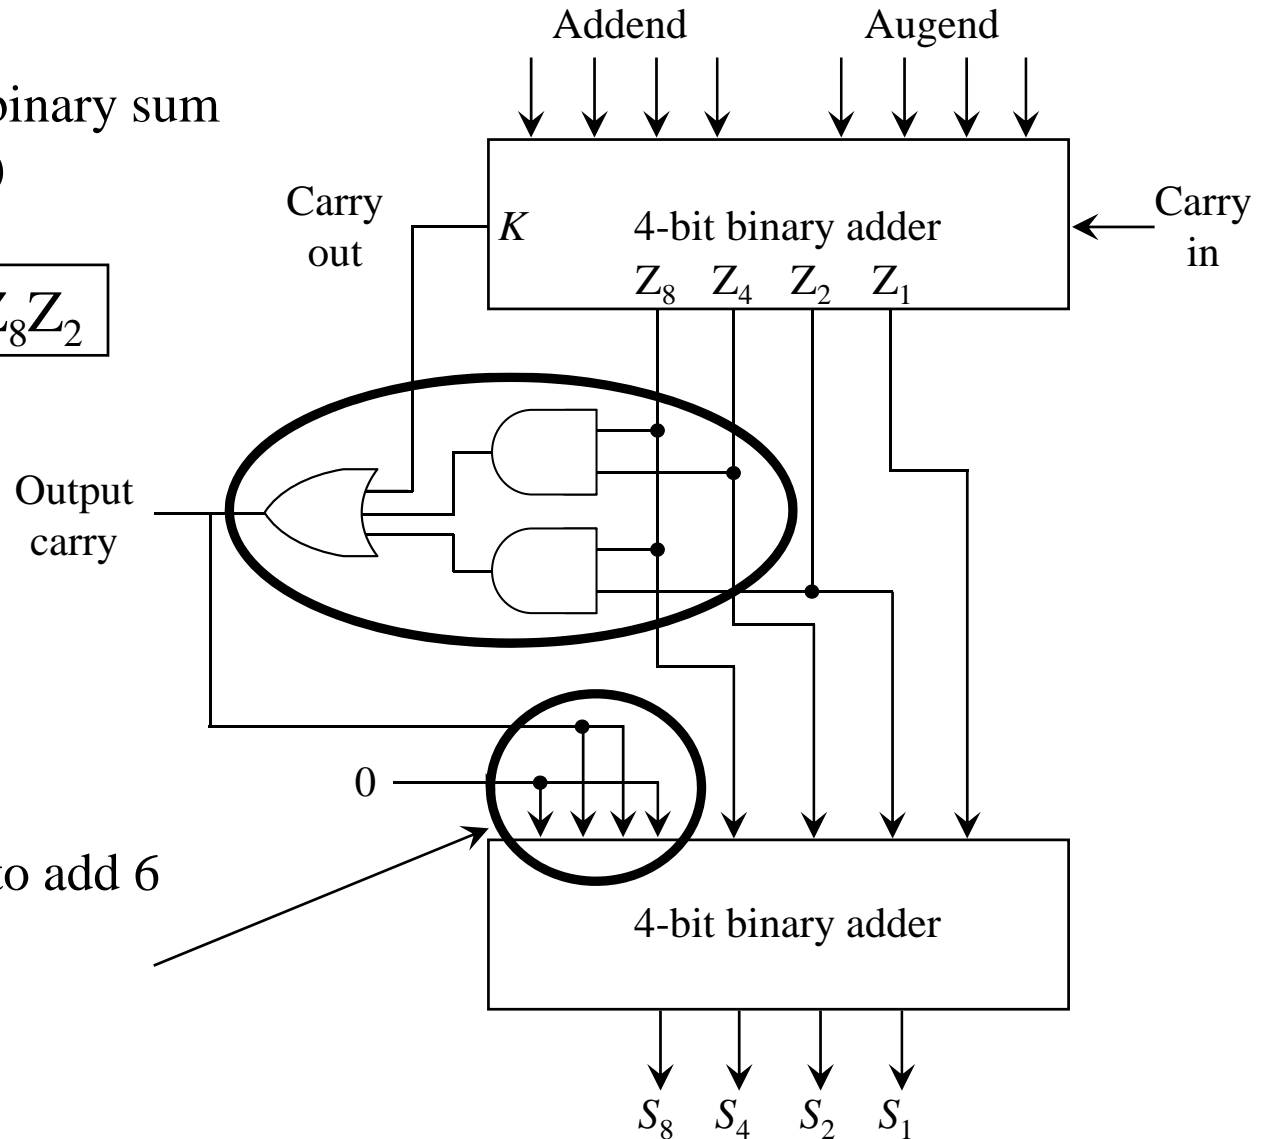 Addend Augend
binary sum
)
Carry
out
K 4-bit binary adder
Carry
in
Z₈ Z₄ Z₂ Z₁
Z₈Z₂
Output
carry
0
to add 6
4-bit binary adder
S₈ S₄ S₂ S₁